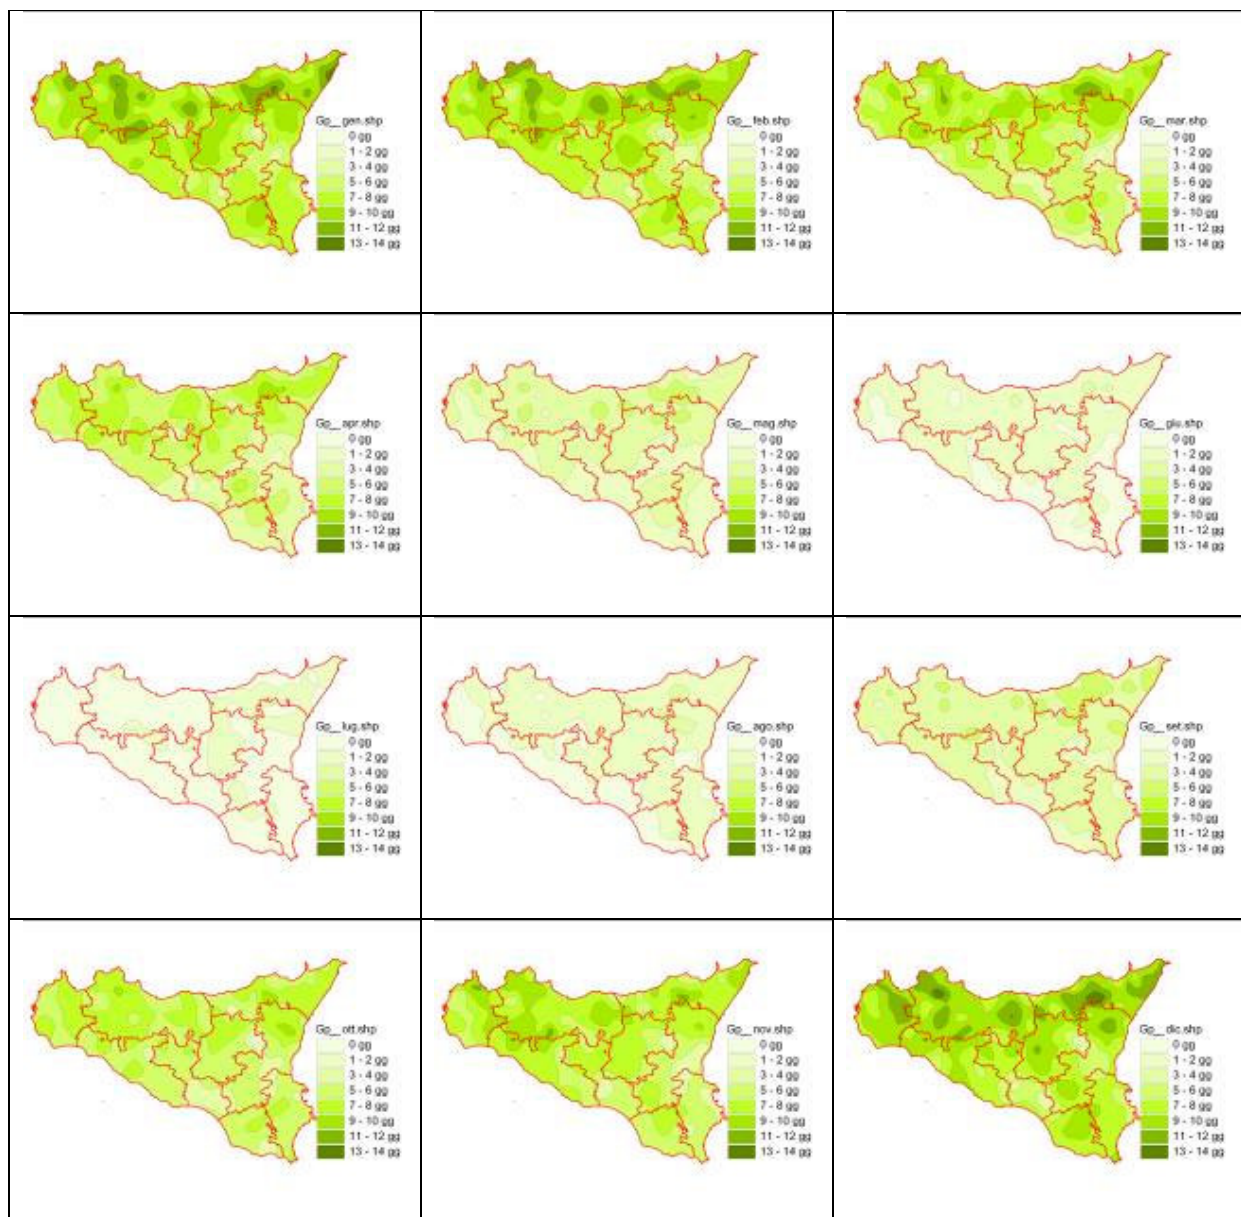 Gp__gen.shp
0 gg
1 - 2 gg
3 - 4 gg
5 - 6 gg
7 - 8 gg
9 - 10 gg
11 - 12 gg
13 - 14 gg
Gp__feb.shp
0 gg
1 - 2 gg
3 - 4 gg
5 - 6 gg
7 - 8 gg
9 - 10 gg
11 - 12 gg
13 - 14 gg
Gp__mar.shp
0 gg
1 - 2 gg
3 - 4 gg
5 - 6 gg
7 - 8 gg
9 - 10 gg
11 - 12 gg
13 - 14 gg
Gp__apr.shp
0 gg
1 - 2 gg
3 - 4 gg
5 - 6 gg
7 - 8 gg
9 - 10 gg
11 - 12 gg
13 - 14 gg
Gp__mag.shp
0 gg
1 - 2 gg
3 - 4 gg
5 - 6 gg
7 - 8 gg
9 - 10 gg
11 - 12 gg
13 - 14 gg
Gp__giu.shp
0 gg
1 - 2 gg
3 - 4 gg
5 - 6 gg
7 - 8 gg
9 - 10 gg
11 - 12 gg
13 - 14 gg
Gp__lug.shp
0 gg
1 - 2 gg
3 - 4 gg
5 - 6 gg
7 - 8 gg
9 - 10 gg
11 - 12 gg
13 - 14 gg
Gp__ago.shp
0 gg
1 - 2 gg
3 - 4 gg
5 - 6 gg
7 - 8 gg
9 - 10 gg
11 - 12 gg
13 - 14 gg
Gp__set.shp
0 gg
1 - 2 gg
3 - 4 gg
5 - 6 gg
7 - 8 gg
9 - 10 gg
11 - 12 gg
13 - 14 gg
Gp__ott.shp
0 gg
1 - 2 gg
3 - 4 gg
5 - 6 gg
7 - 8 gg
9 - 10 gg
11 - 12 gg
13 - 14 gg
Gp__nov.shp
0 gg
1 - 2 gg
3 - 4 gg
5 - 6 gg
7 - 8 gg
9 - 10 gg
11 - 12 gg
13 - 14 gg
Gp__dic.shp
0 gg
1 - 2 gg
3 - 4 gg
5 - 6 gg
7 - 8 gg
9 - 10 gg
11 - 12 gg
13 - 14 gg